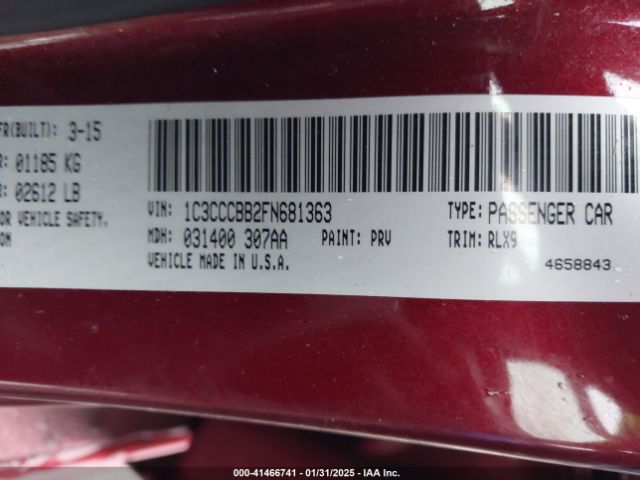 FR(BUILT): 3-15
R: 01185 KG
R: 02612 LB
OR VEHICLE SAFETY.
ION
VIN: 1C3CCCBB2FN681363 TYPE: PASSENGER CAR
MDH: 031400 307AA PAINT: PRV TRIM: RLX9
VEHICLE MADE IN U.S.A.
4658843
000-41466741 - 01/31/2025 - IAA Inc.